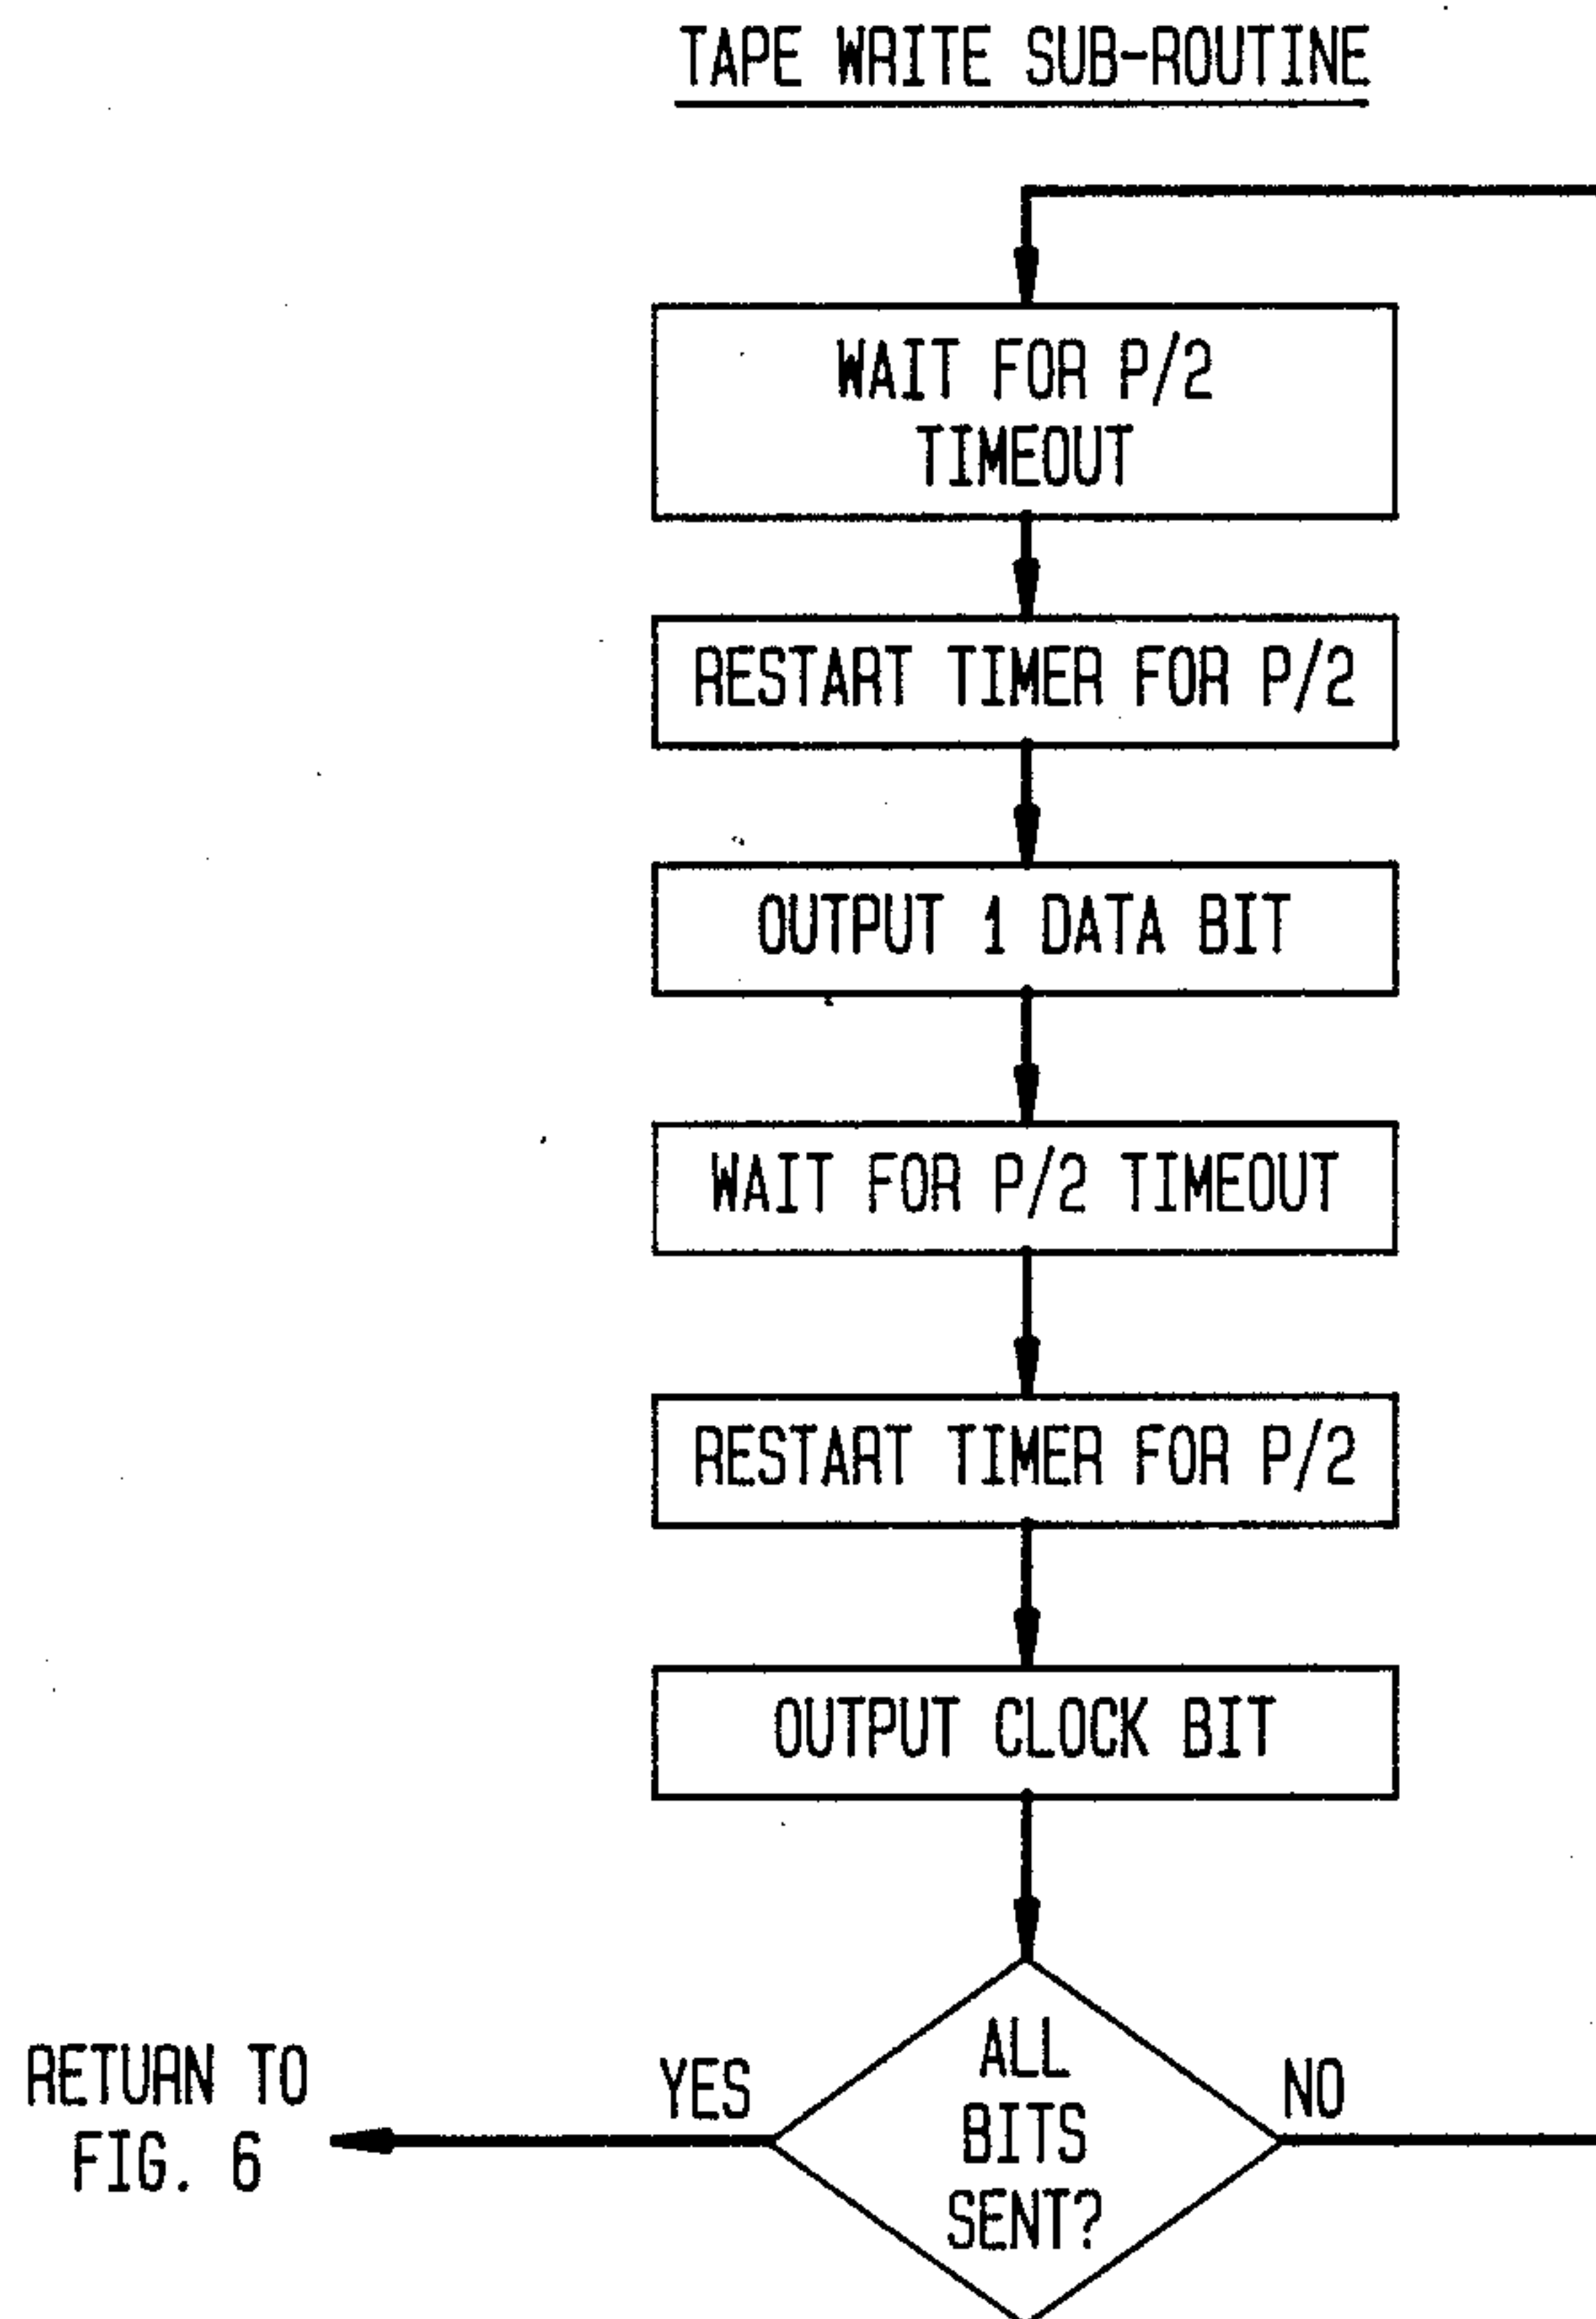 TAPE WRITE SUB-ROUTINE
WAIT FOR P/2
TIMEOUT
RESTART TIMER FOR P/2
OUTPUT 1 DATA BIT
WAIT FOR P/2 TIMEOUT
RESTART TIMER FOR P/2
OUTPUT CLOCK BIT
ALL
BITS
SENT?
YES
NO
RETURN TO
FIG. 6